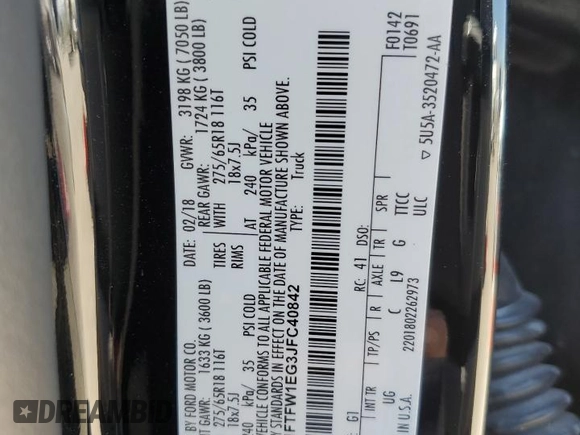 BY FORD MOTOR CO.
DATE: 02/18 GVWR: 3198 KG ( 7050 LB)
T GAWR: 1633 KG ( 3600 LB) REAR GAWR: 1724 KG ( 3800 LB)
275/65R18 116T TIRES WITH 275/65R18 116T
18x7.5J RIMS 18x7.5J
240 kPa/ 35 PSI COLD AT 240 kPa/ 35 PSI COLD
VEHICLE CONFORMS TO ALL APPLICABLE FEDERAL MOTOR VEHICLE
SAFETY STANDARDS IN EFFECT ON THE DATE OF MANUFACTURE SHOWN ABOVE.
FTFW1EG3JFC40842 TYPE: Truck
F0142
T0691
G1 RC: 41 DSO:
INT TR TP/PS R AXLE TR SPR
UG C L9 G TTCC
IN U.S.A. 2201802262973 ULC
▽ 5U5A-3520472-AA
AUTOBIDCAR